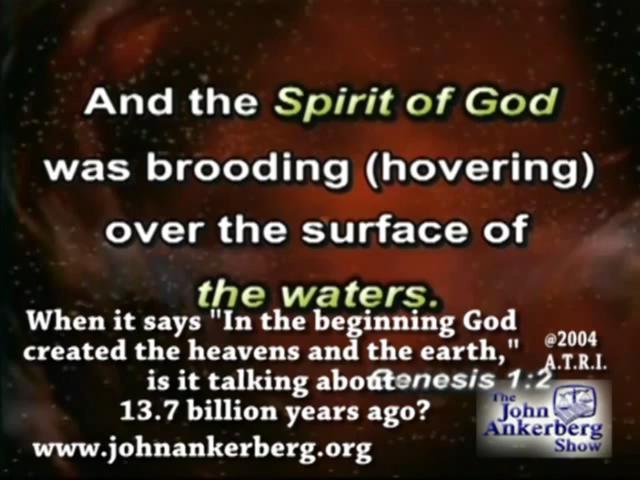 And the Spirit of God
was brooding (hovering)
over the surface of
the waters.
Genesis 1:2
When it says "In the beginning God
created the heavens and the earth,"
is it talking about
13.7 billion years ago?
www.johnankerberg.org
@2004
A.T.R.I.
The
John
Ankerberg
Show